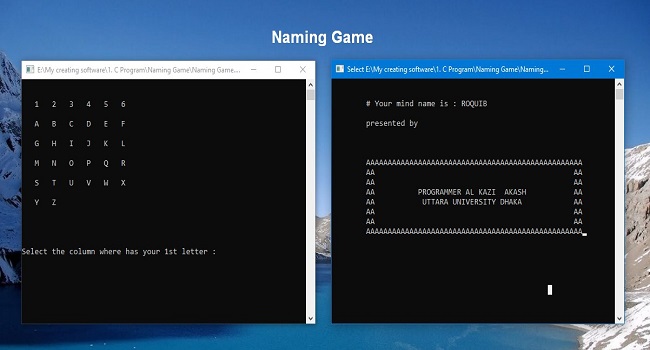 Naming Game
E:\My creating software\1. C Program\Naming Game\Naming Game....
1 2 3 4 5 6
A B C D E F
G H I J K L
M N O P Q R
S T U V W X
Y Z
Select the column where has your 1st letter :
Select E:\My creating software\1. C Program\Naming Game\Naming...
# Your mind name is : ROQUIB
presented by
AAAAAAAAAAAAAAAAAAAAAAAAAAAAAAAAAAAAAAAAAAAAAAAAAA
AA AA
AA AA
AA PROGRAMMER AL KAZI AKASH AA
AA UTTARA UNIVERSITY DHAKA AA
AA AA
AA AA
AAAAAAAAAAAAAAAAAAAAAAAAAAAAAAAAAAAAAAAAAAAAAAAAAA